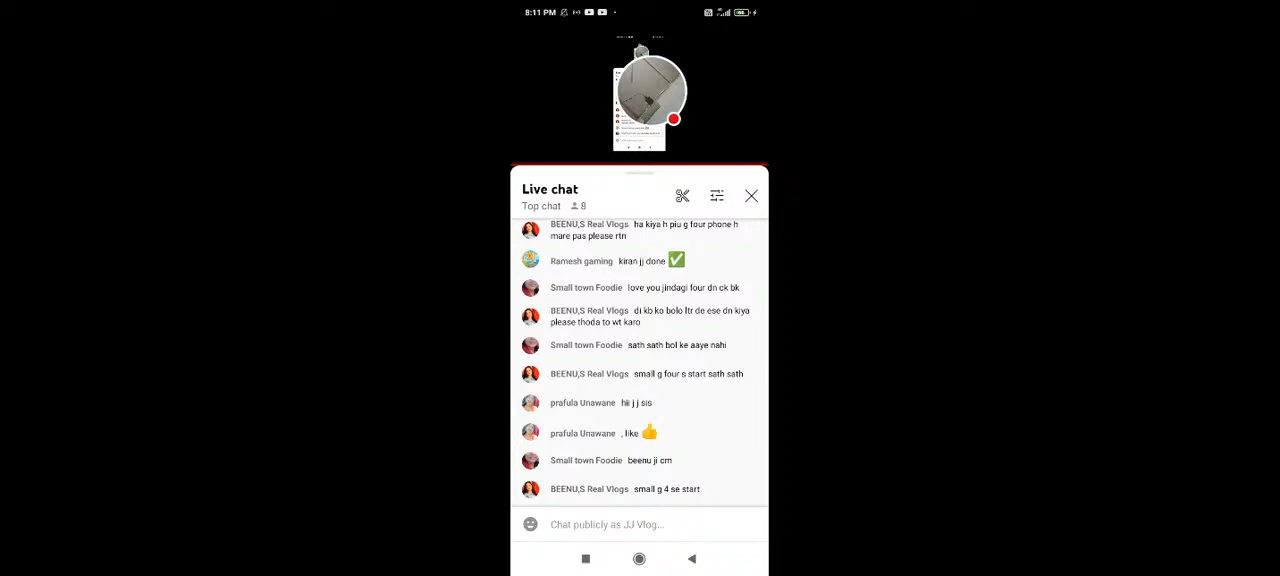 8:11 PM
Live chat
Top chat 8
BEENU,S Real Vlogs ha kiya h piu g four phone h
mare pas please rtn
Ramesh gaming kiran jj done ✅
Small town Foodie love you jindagi four dn ck bk
BEENU,S Real Vlogs di kb ko bolo ltr de ese dn kiya
please thoda to wt karo
Small town Foodie sath sath bol ke aaye nahi
BEENU,S Real Vlogs small g four s start sath sath
prafula Unawane hii j j sis
prafula Unawane , like 👍
Small town Foodie beenu ji cm
BEENU,S Real Vlogs small g 4 se start
Chat publicly as JJ Vlog...